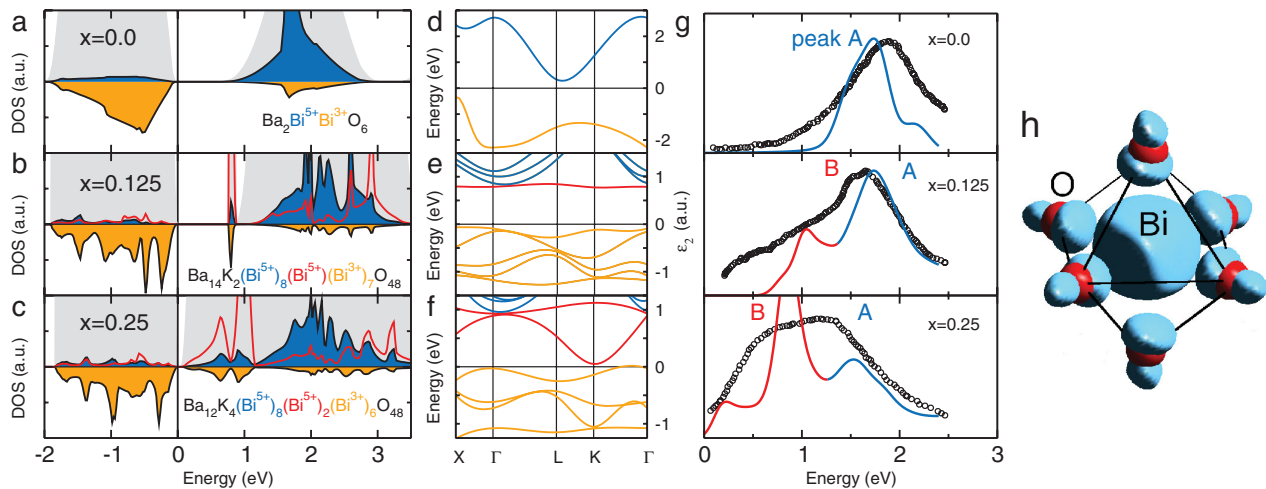 a
x=0.0
DOS (a.u.)
Ba₂Bi⁵⁺Bi³⁺O₆
b
x=0.125
DOS (a.u.)
Ba₁₄K₂(Bi⁵⁺)₈(Bi⁵⁺)(Bi³⁺)₇O₄₈
c
x=0.25
DOS (a.u.)
Ba₁₂K₄(Bi⁵⁺)₈(Bi⁵⁺)₂(Bi³⁺)₆O₄₈
-2 -1 0 1 2 3
Energy (eV)
d
2
0
-2
Energy (eV)
e
1
0
-1
Energy (eV)
f
1
0
-1
Energy (eV)
X Γ L K Γ
g
peak A
x=0.0
B
A
x=0.125
ε₂ (a.u.)
B
A
x=0.25
0 1 2 3
Energy (eV)
h
O
Bi